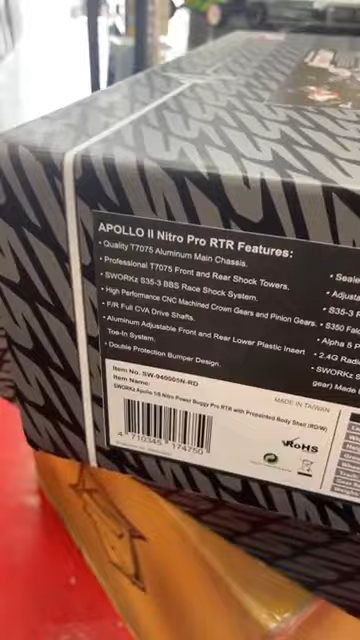 APOLLO II Nitro Pro RTR Features:
• Quality T7075 Aluminum Main Chassis.
• Professional T7075 Front and Rear Shock Towers.
• SWORKz S35-3 BBS Race Shock System.
• High Performance CNC Machined Crown Gears and Pinion Gears.
• F/R Full CVA Drive Shafts.
• Aluminum Adjustable Front and Rear Lower Plastic Insert
Toe-In System.
• Double Protection Bumper Design.
• Seale
• Adjus
• S35-3 F
• S350 Fac
• Alpha 5 P
• 2.4G Radi
• SWORKz S
gear) Made
Item No. SW-940005N-RD
Item Name:
SWORKz Apollo 1/8 Nitro Power Buggy Pro RTR with Prepainted Body Shell (RD/W)
MADE IN TAIWAN
4 710345 174750
RoHS